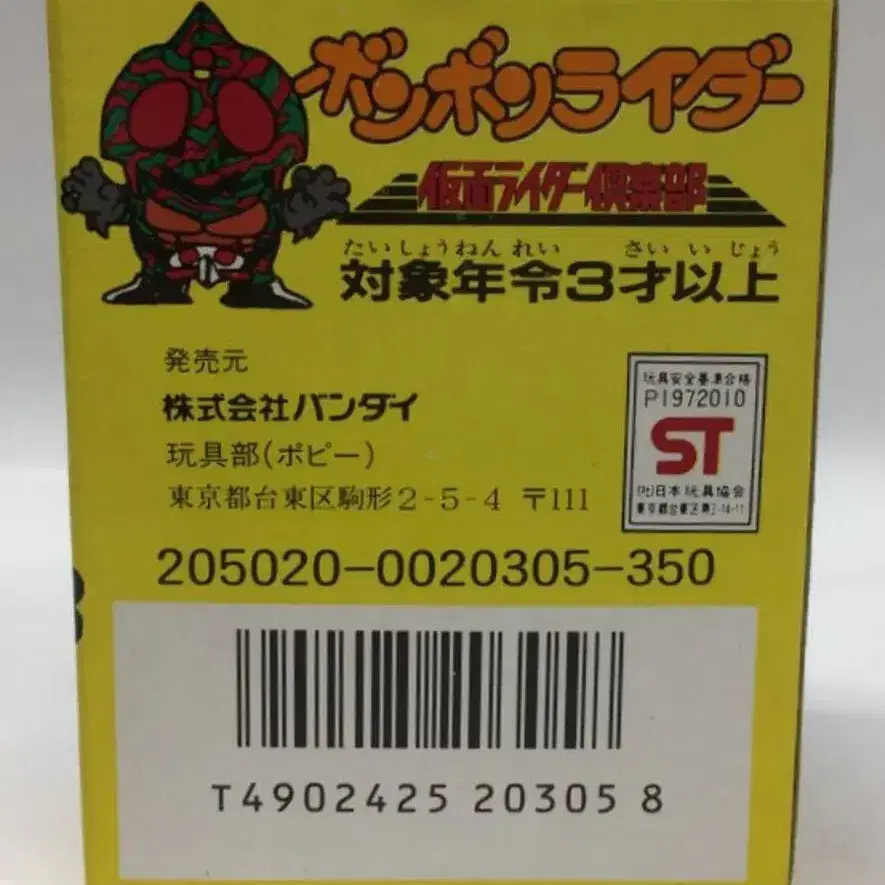 ボンボンライダー
仮面ライダー倶楽部
たいしょうねんれい さいいじょう
対象年令3才以上
発売元
株式会社バンダイ
玩具部(ポピー)
東京都台東区駒形2-5-4 〒111
玩具安全基準合格
P1972010
ST
(社)日本玩具協会
205020-0020305-350
T4902425 20305 8